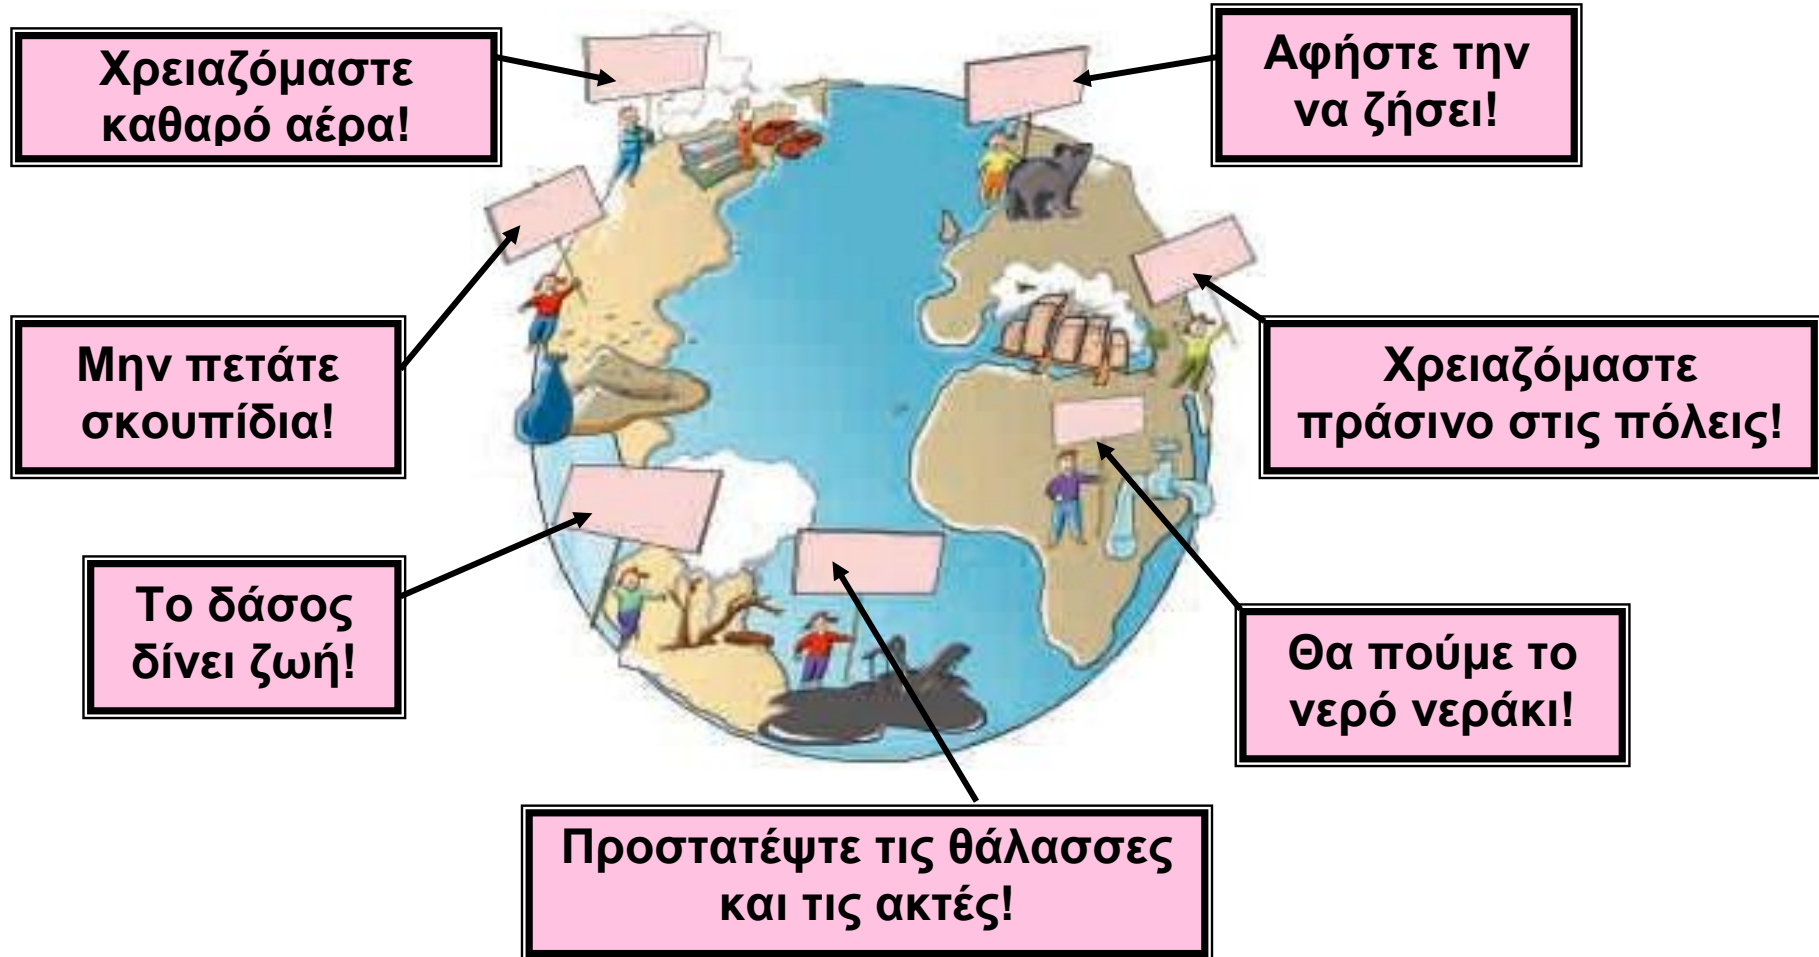 Χρειαζόμαστε
καθαρό αέρα!
Αφήστε την
να ζήσει!
Μην πετάτε
σκουπίδια!
Χρειαζόμαστε
πράσινο στις πόλεις!
Το δάσος
δίνει ζωή!
Θα πούμε το
νερό νεράκι!
Προστατέψτε τις θάλασσες
και τις ακτές!